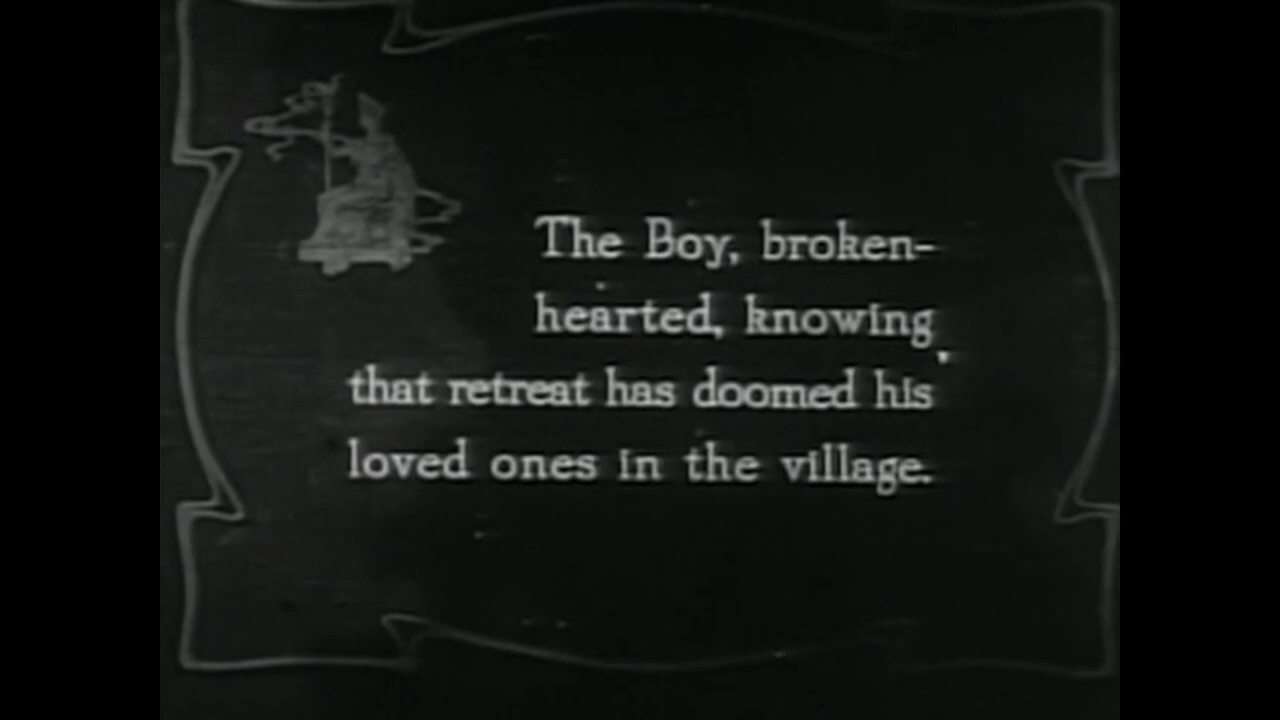 The Boy, broken-
hearted, knowing
that retreat has doomed his
loved ones in the village.